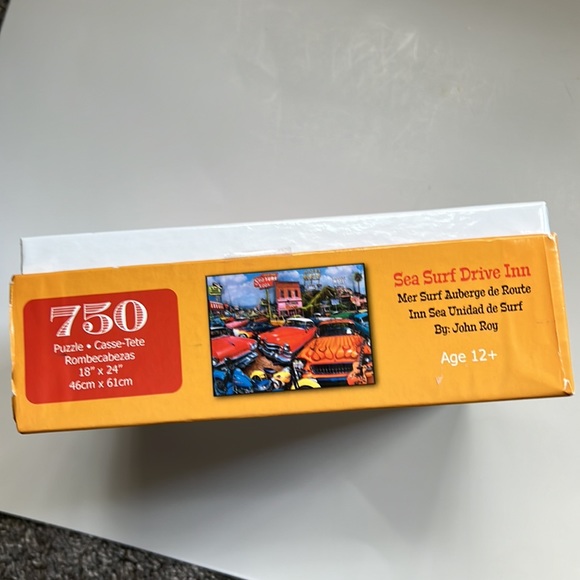 750
Puzzle • Casse-Tete
Rombecabezas
18" x 24"
46cm x 61cm
Sea Surf Drive Inn
Mer Surf Auberge de Route
Inn Sea Unidad de Surf
By: John Roy
Age 12+